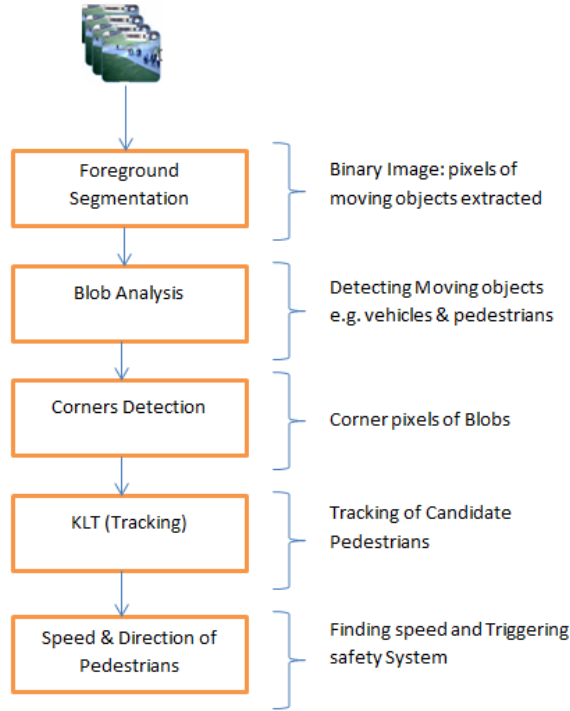 Foreground
Segmentation
Binary Image: pixels of
moving objects extracted
Blob Analysis
Detecting Moving objects
e.g. vehicles & pedestrians
Corners Detection
Corner pixels of Blobs
KLT (Tracking)
Tracking of Candidate
Pedestrians
Speed & Direction of
Pedestrians
Finding speed and Triggering
safety System